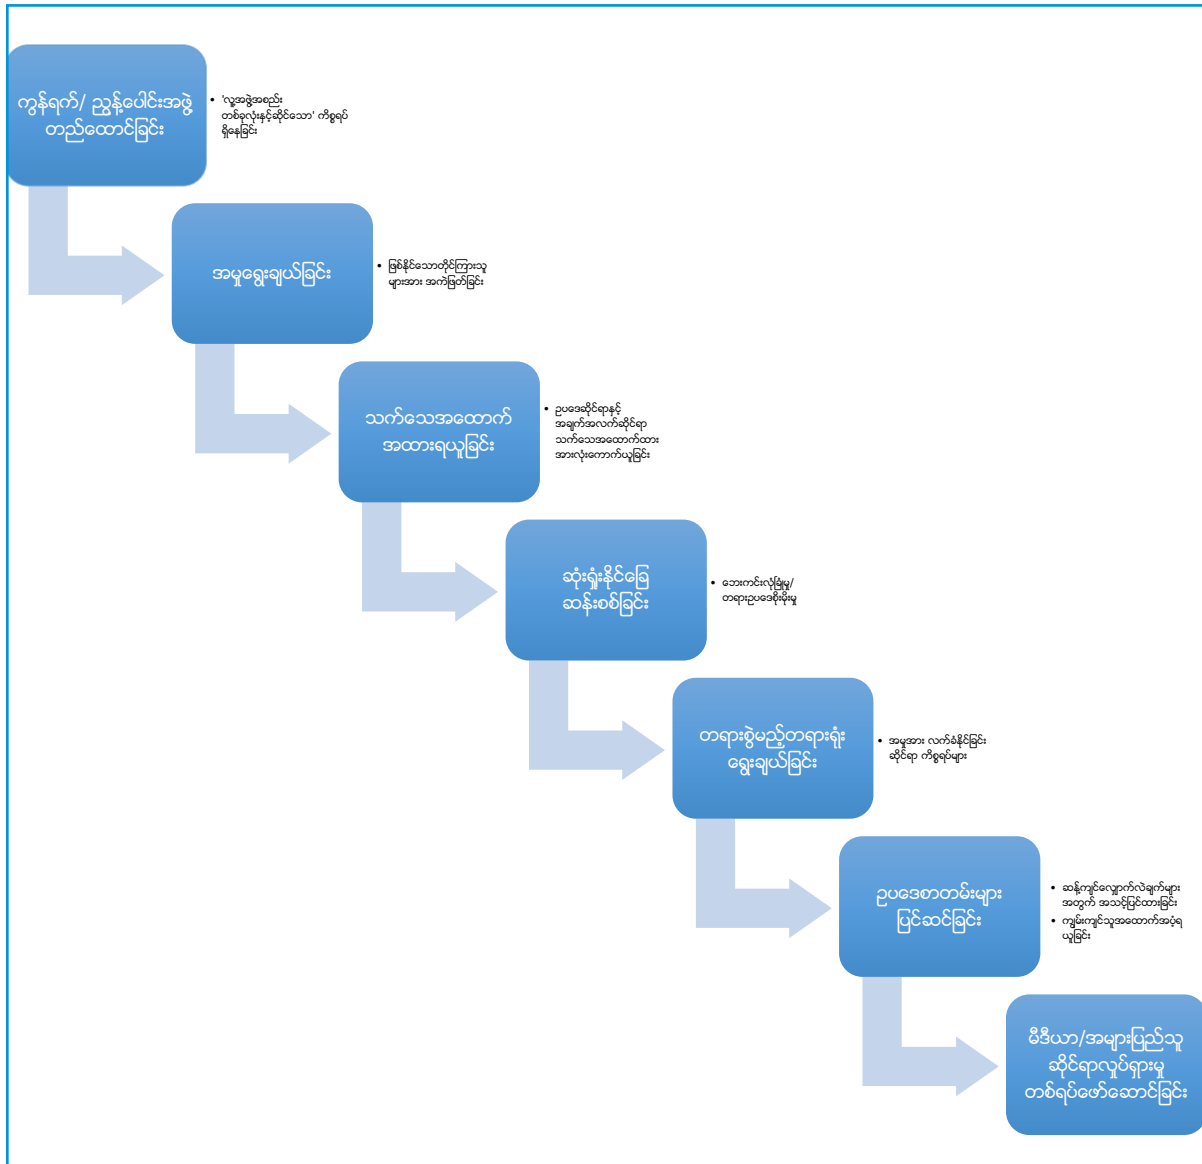 ကွန်ရက်/ ညွန့်ပေါင်းအဖွဲ့
တည်ထောင်ခြင်း
• 'လူ့အဖွဲ့အစည်း
တစ်ခုလုံးနှင့်ဆိုင်သော' ကိစ္စရပ်
ရှိနေခြင်း
အမှုရွေးချယ်ခြင်း
• ဖြစ်နိုင်သောတိုင်ကြားသူ
များအား အကဲဖြတ်ခြင်း
သက်သေအထောက်
အထားရယူခြင်း
• ဥပဒေဆိုင်ရာနှင့်
အချက်အလက်ဆိုင်ရာ
သက်သေအထောက်ထား
အားလုံးကောက်ယူခြင်း
ဆုံးရှုံးနိုင်ခြေ
ဆန်းစစ်ခြင်း
• ဘေးကင်းလုံခြုံမှု/
တရားဥပဒေစိုးမိုးမှု
တရားစွဲမည့်တရားရုံး
ရွေးချယ်ခြင်း
• အမှုအား လက်ခံနိုင်ခြင်း
ဆိုင်ရာ ကိစ္စရပ်များ
ဥပဒေစာတမ်းများ
ပြင်ဆင်ခြင်း
• ဆန့်ကျင်လျှောက်လဲချက်များ
အတွက် အသင့်ပြင်ထားခြင်း
• ကျွမ်းကျင်သူအထောက်အပံ့ရ
ယူခြင်း
မီဒီယာ/အများပြည်သူ
ဆိုင်ရာလှုပ်ရှားမှု
တစ်ရပ်ဖော်ဆောင်ခြင်း